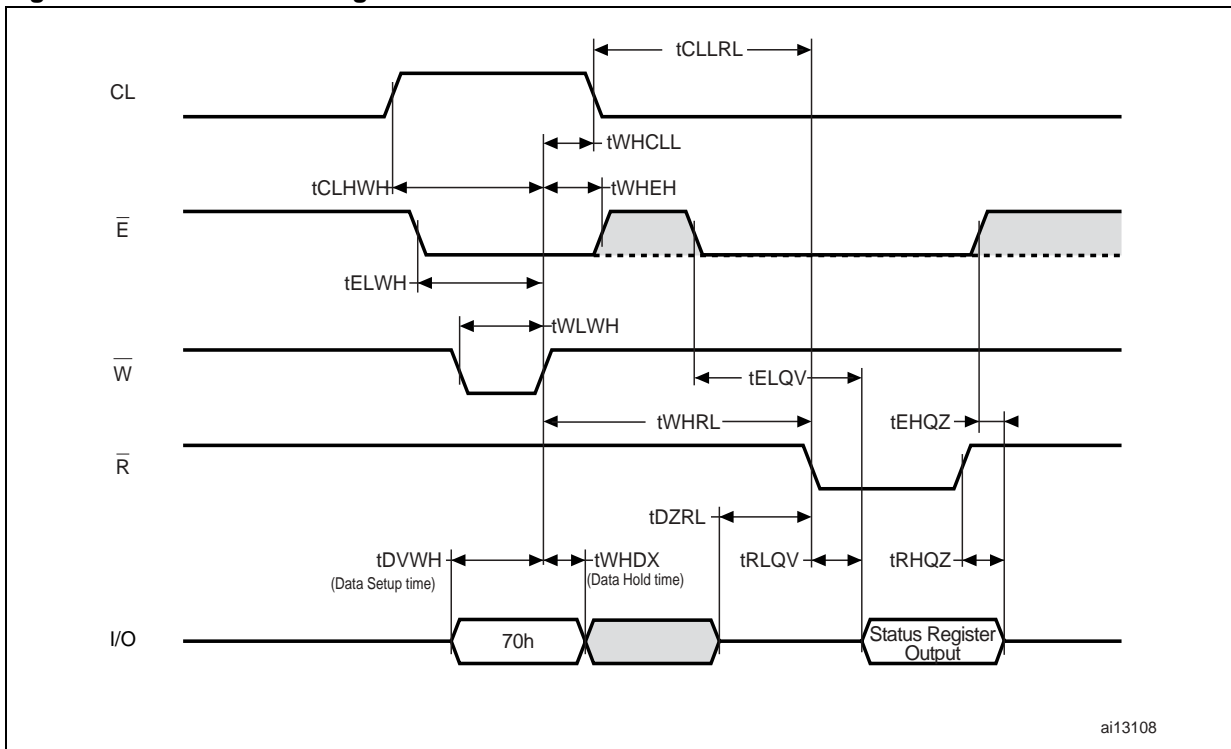 tCLLRL
CL
tWHCLL
tCLHWH
tWHEH
E
tELWH
tWLWH
W
tELQV
tWHRL
tEHQZ
R
tDZRL
tDVWH
(Data Setup time)
tWHDX
(Data Hold time)
tRLQV
tRHQZ
I/O
70h
Status Register
Output
ai13108